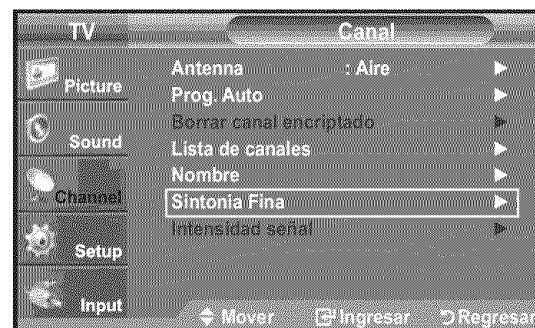 TV
Canal
Picture
Sound
Channel
Setup
Input
Antenna : Aire
Prog. Auto
Borrar canal encriptado
Lista de canales
Nombre
Sintonia Fina
Intensidad señal
Mover Ingresar Regresar